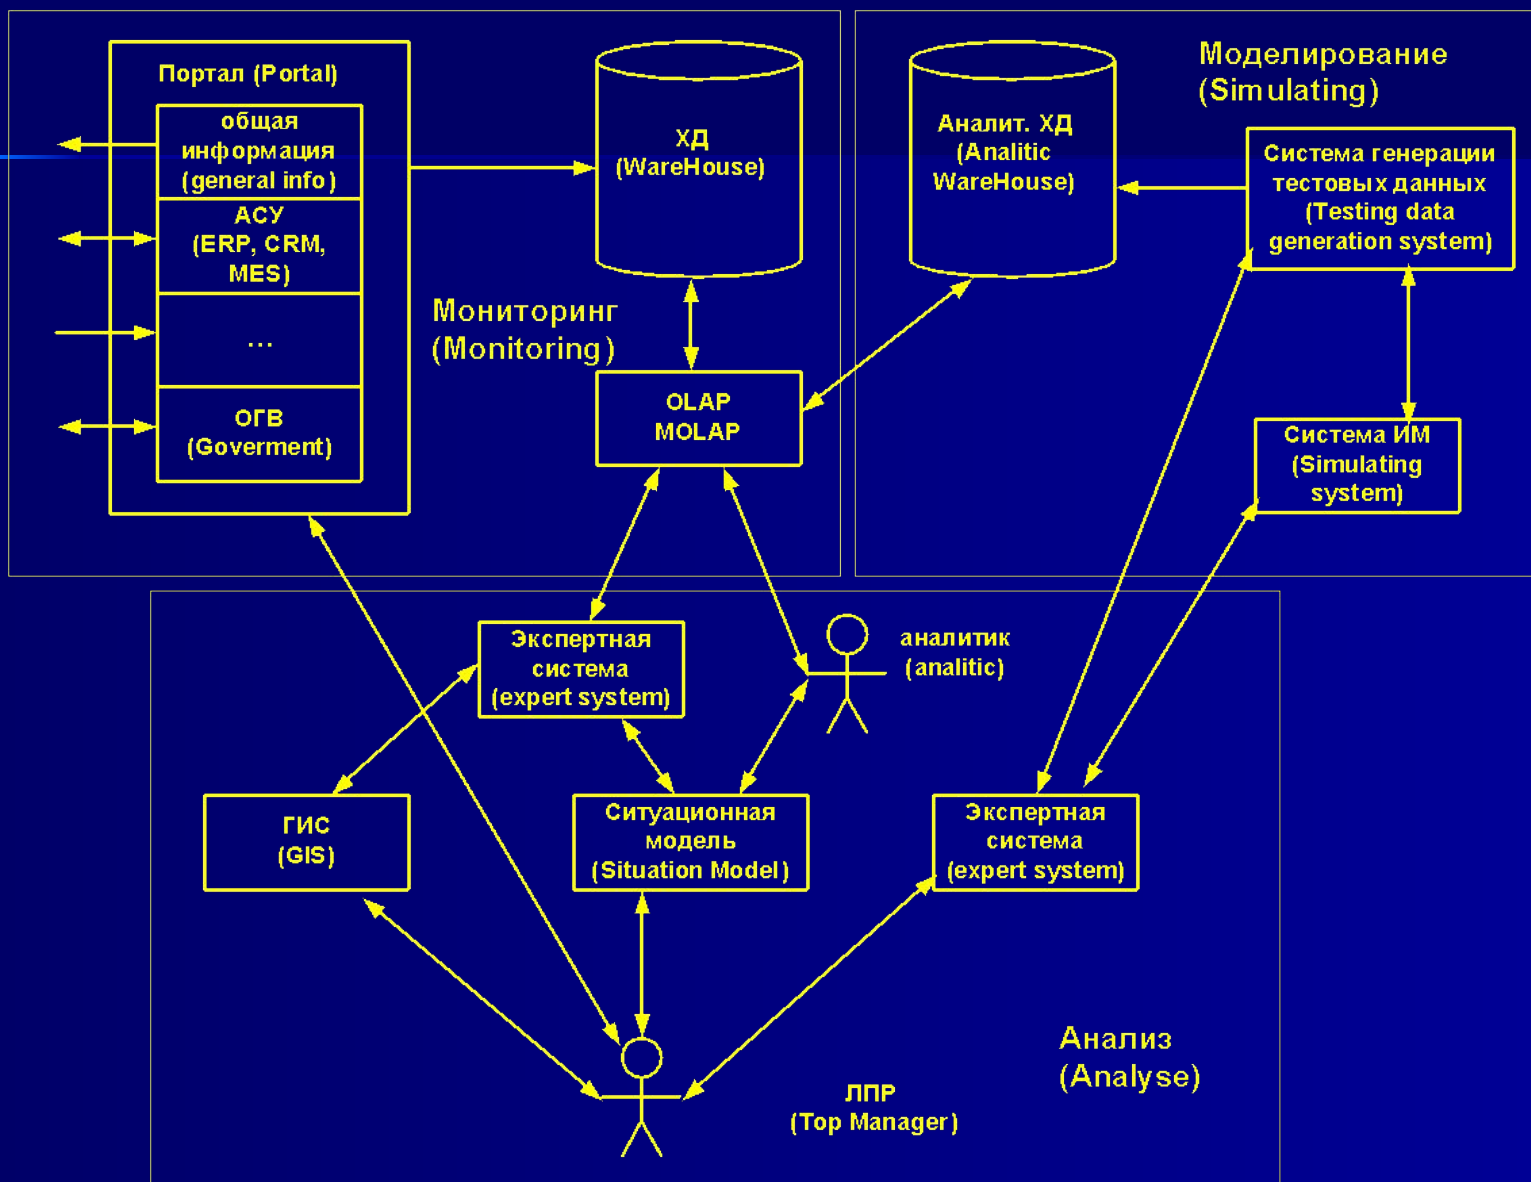 Портал (Portal)
общая
информация
(general info)
АСУ
(ERP, CRM,
MES)
...
ОГВ
(Goverment)
ХД
(WareHouse)
Мониторинг
(Monitoring)
OLAP
MOLAP
Аналит. ХД
(Analitic
WareHouse)
Моделирование
(Simulating)
Система генерации
тестовых данных
(Testing data
generation system)
Система ИМ
(Simulating
system)
Экспертная
система
(expert system)
аналитик
(analitic)
ГИС
(GIS)
Ситуационная
модель
(Situation Model)
Экспертная
система
(expert system)
Анализ
(Analyse)
ЛПР
(Top Manager)